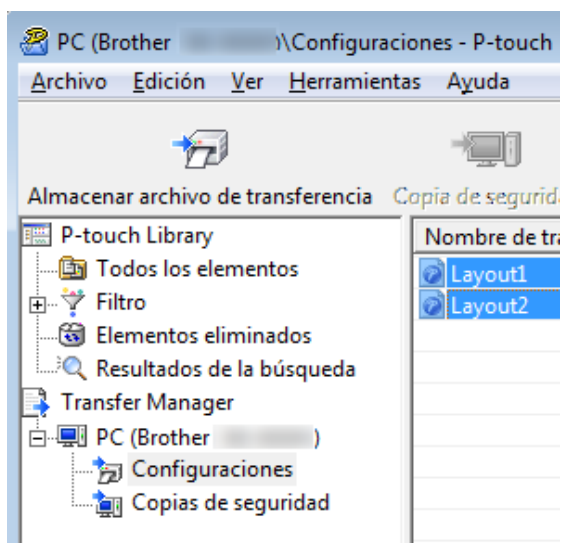 PC (Brother )\Configuraciones - P-touch
Archivo Edición Ver Herramientas Ayuda
Almacenar archivo de transferencia Copia de segurid
P-touch Library
Todos los elementos
Filtro
Elementos eliminados
Resultados de la búsqueda
Transfer Manager
PC (Brother )
Configuraciones
Copias de seguridad
Nombre de tra
Layout1
Layout2